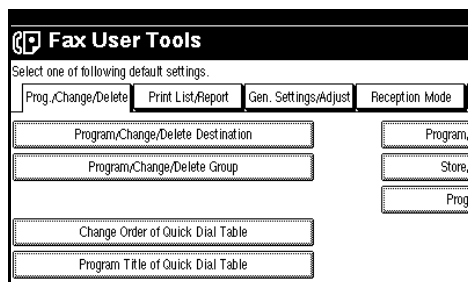 Fax User Tools
Select one of following default settings.
Prog./Change/Delete Print List/Report Gen. Settings/Adjust Reception Mode
Program/Change/Delete Destination Program/
Program/Change/Delete Group Store/
Prog
Change Order of Quick Dial Table
Program Title of Quick Dial Table